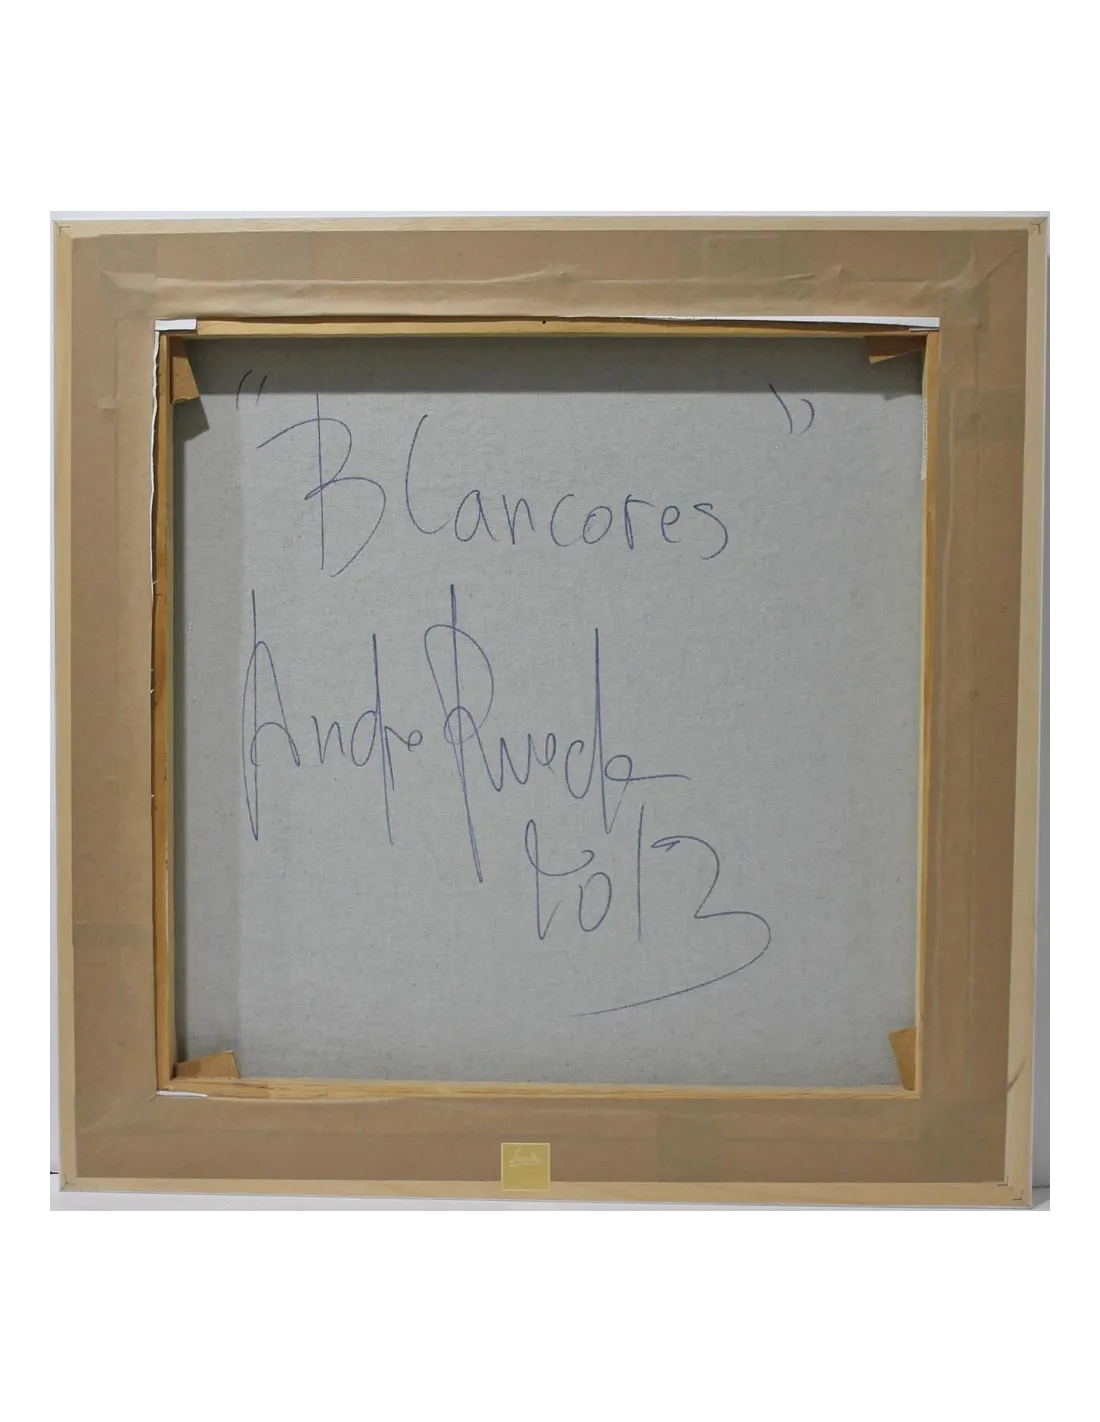 "Blancores"
Andre Rueda
2013